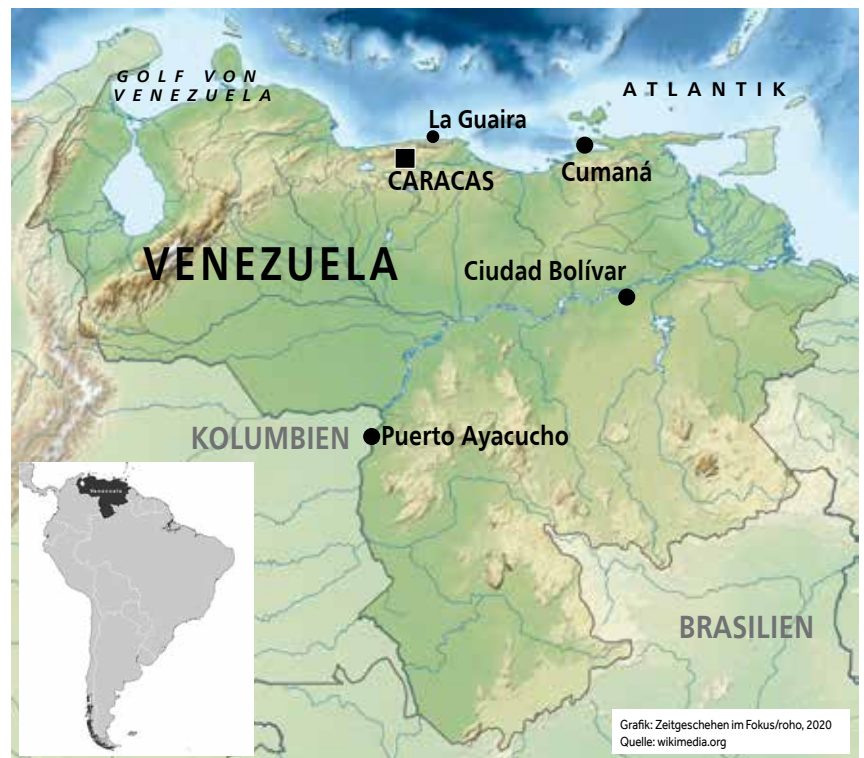 GOLF VON
VENEZUELA
ATLANTIK
La Guaira
CARACAS
Cumaná
VENEZUELA
Ciudad Bolívar
KOLUMBIEN
Puerto Ayacucho
Venezuela
BRASILIEN
Grafik: Zeitgeschehen im Fokus/roho, 2020
Quelle: wikimedia.org